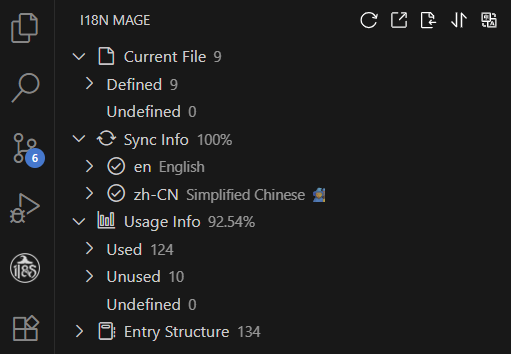 I18N MAGE
Current File 9
Defined 9
Undefined 0
Sync Info 100%
en English
6
zh-CN Simplified Chinese
Usage Info 92.54%
Used 124
Unused 10
Undefined 0
Entry Structure 134